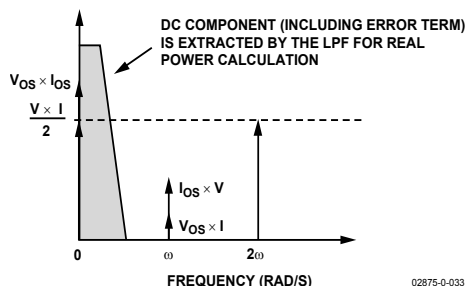 DC COMPONENT (INCLUDING ERROR TERM)
IS EXTRACTED BY THE LPF FOR REAL
POWER CALCULATION
VOS × IOS
V × I
2
IOS × V
VOS × I
0
ω
2ω
FREQUENCY (RAD/S)
02875-0-033